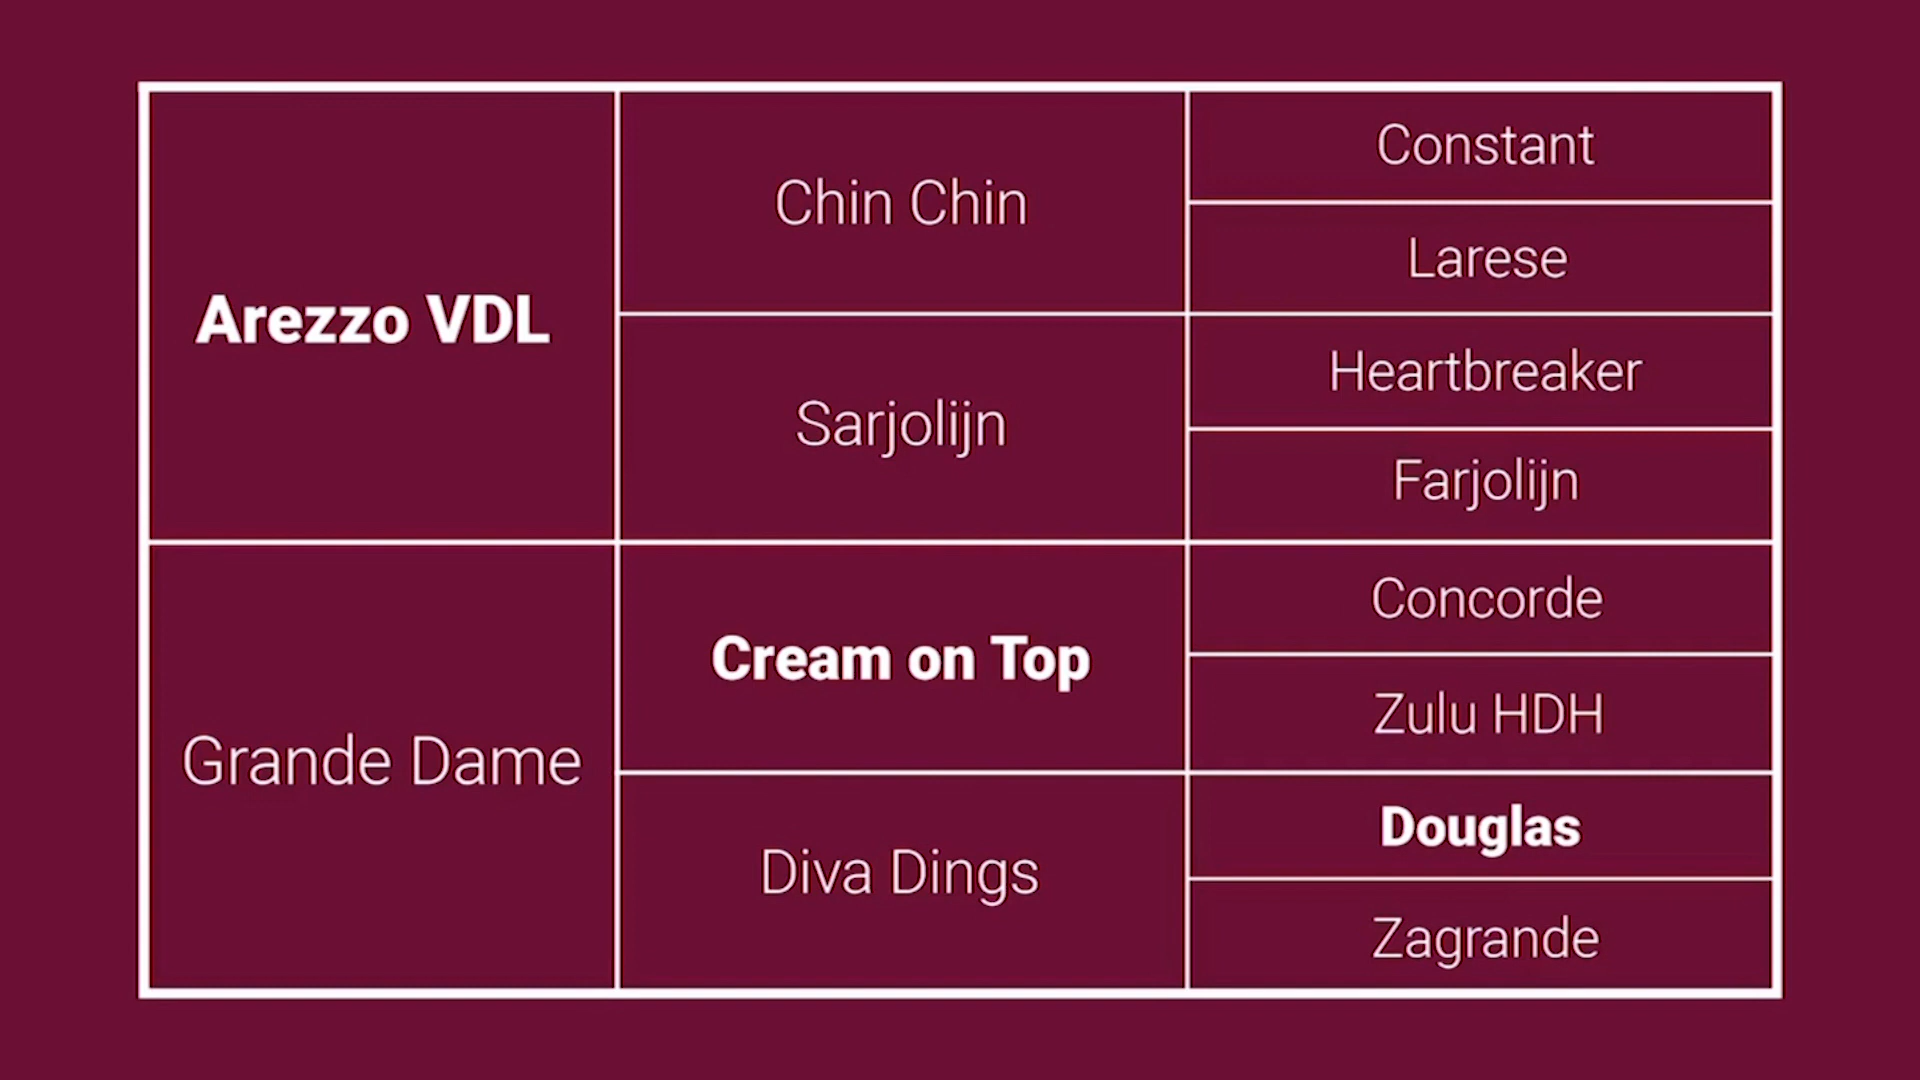 Arezzo VDL
Chin Chin
Constant
Larese
Sarjolijn
Heartbreaker
Farjolijn
Grande Dame
Cream on Top
Concorde
Zulu HDH
Diva Dings
Douglas
Zagrande